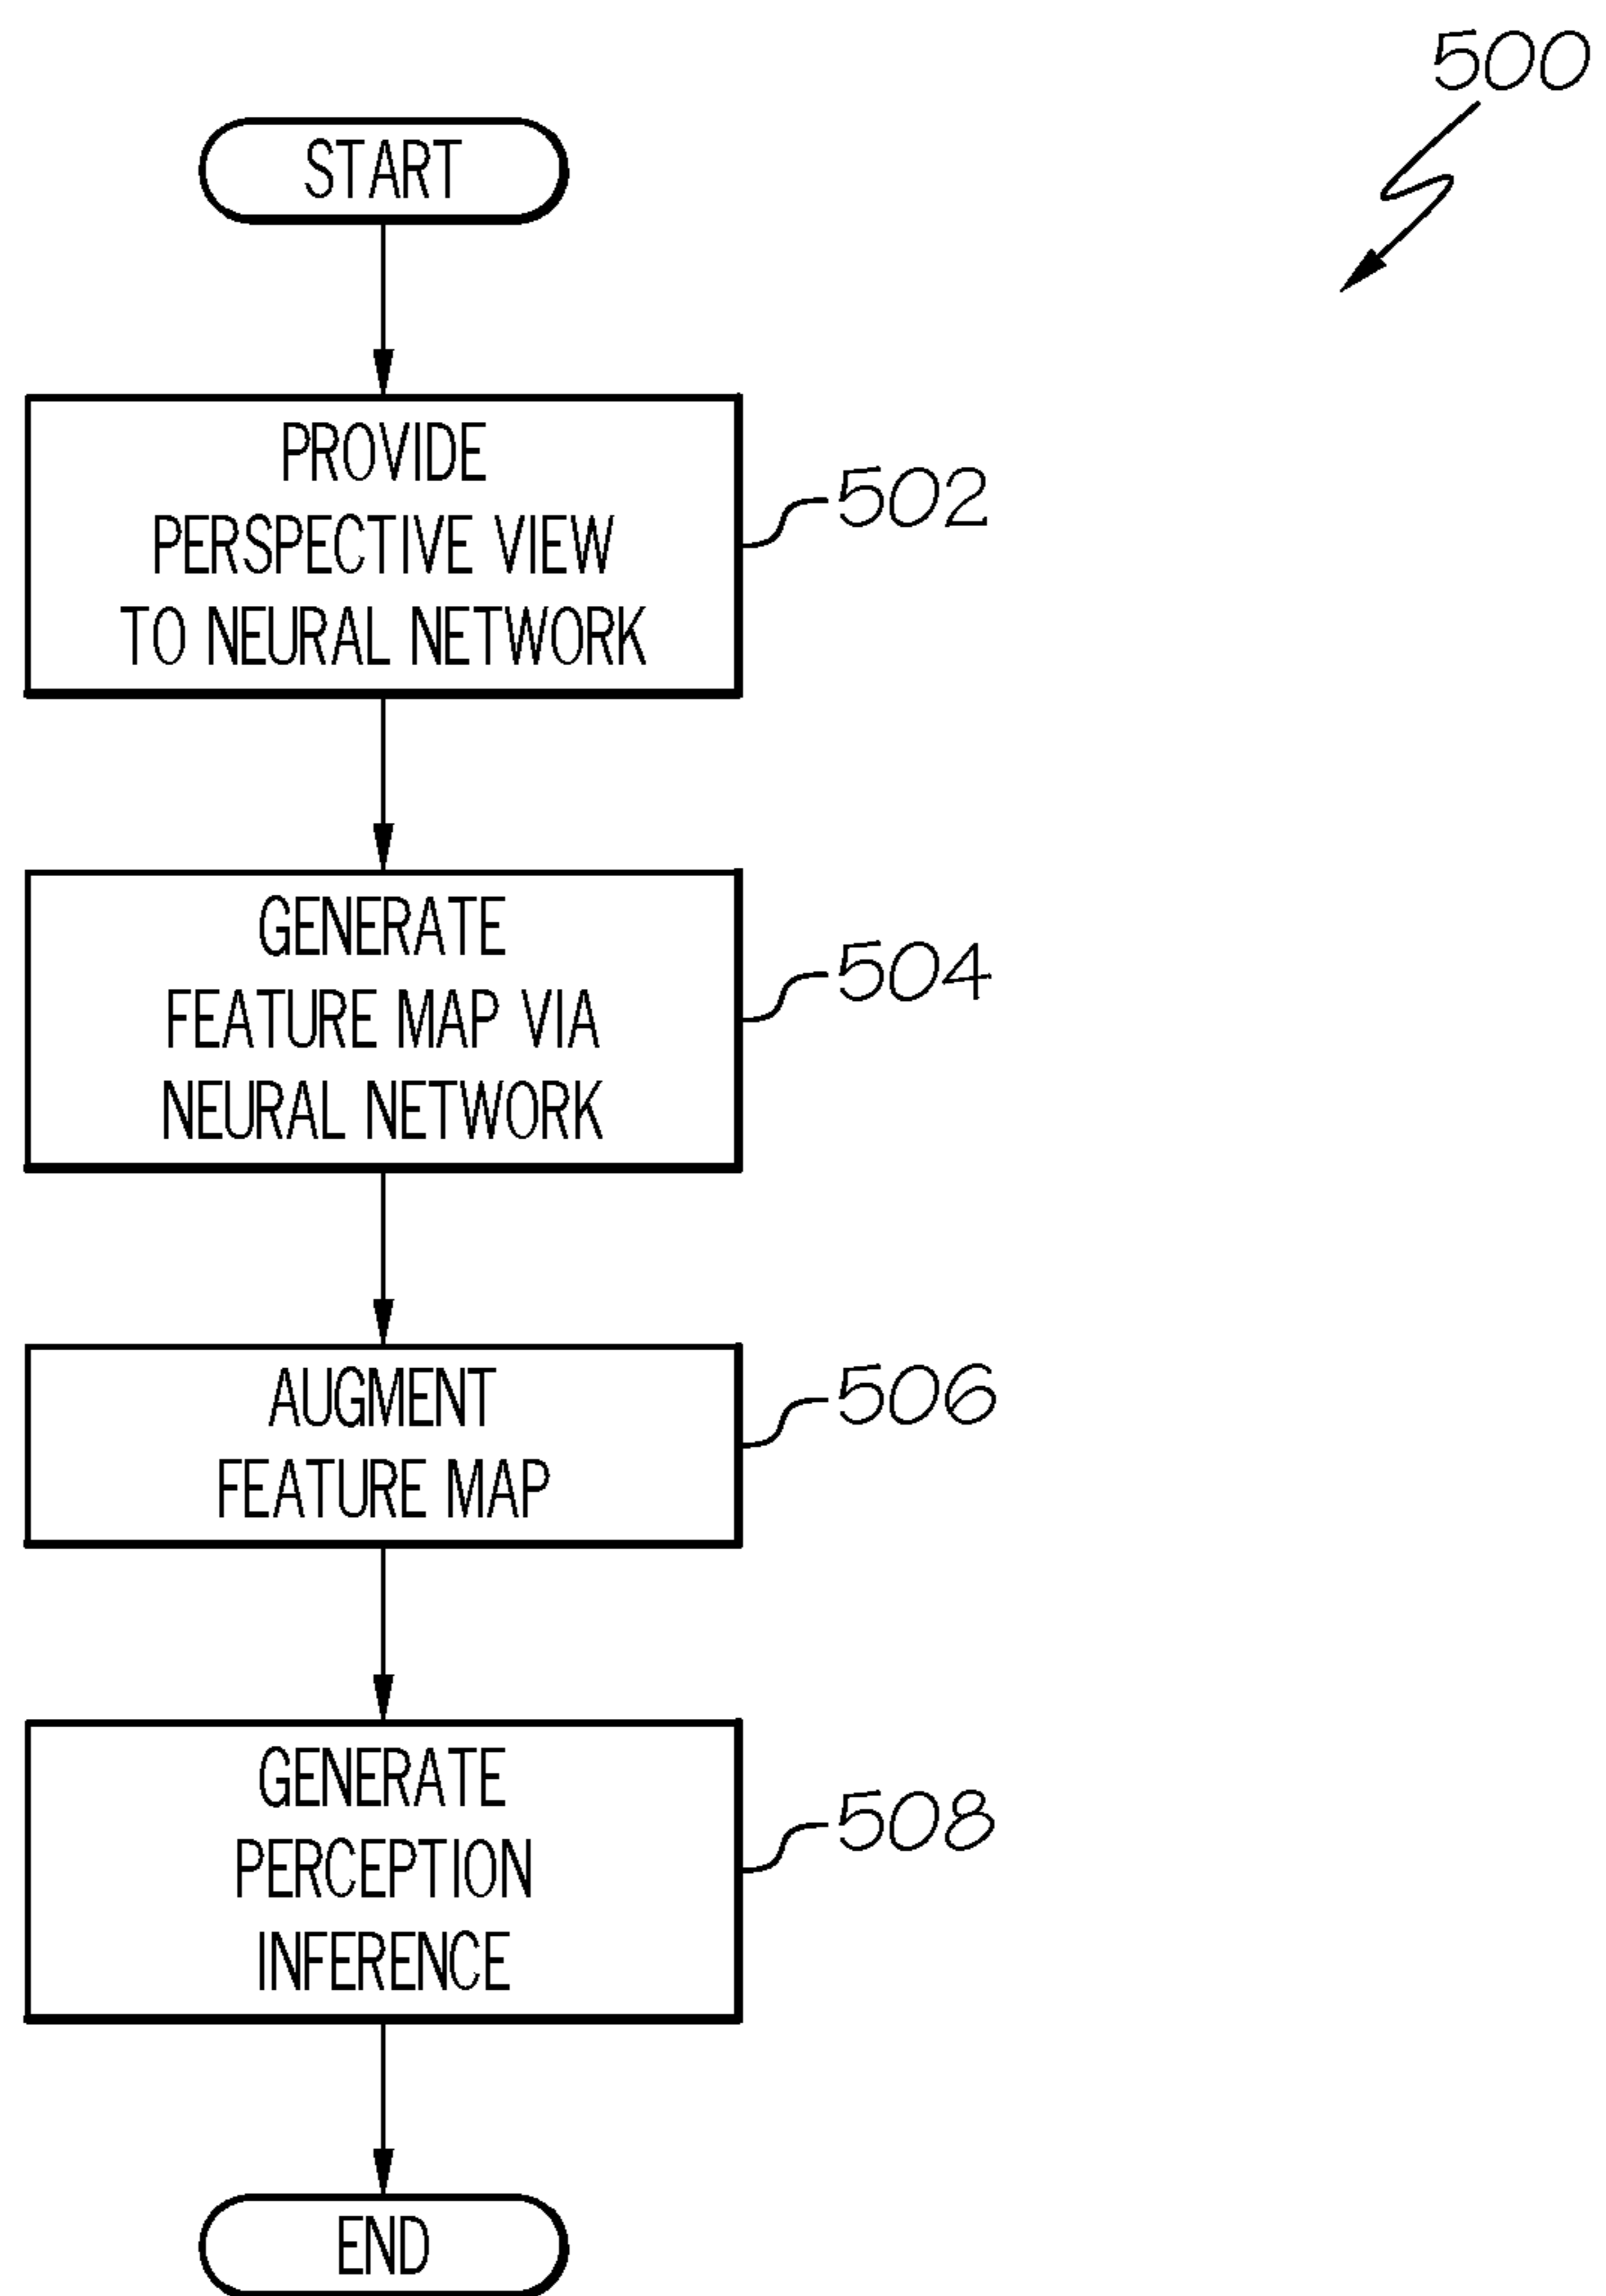 500
START
PROVIDE
PERSPECTIVE VIEW
TO NEURAL NETWORK
502
GENERATE
FEATURE MAP VIA
NEURAL NETWORK
504
AUGMENT
FEATURE MAP
506
GENERATE
PERCEPTION
INFERENCE
508
END